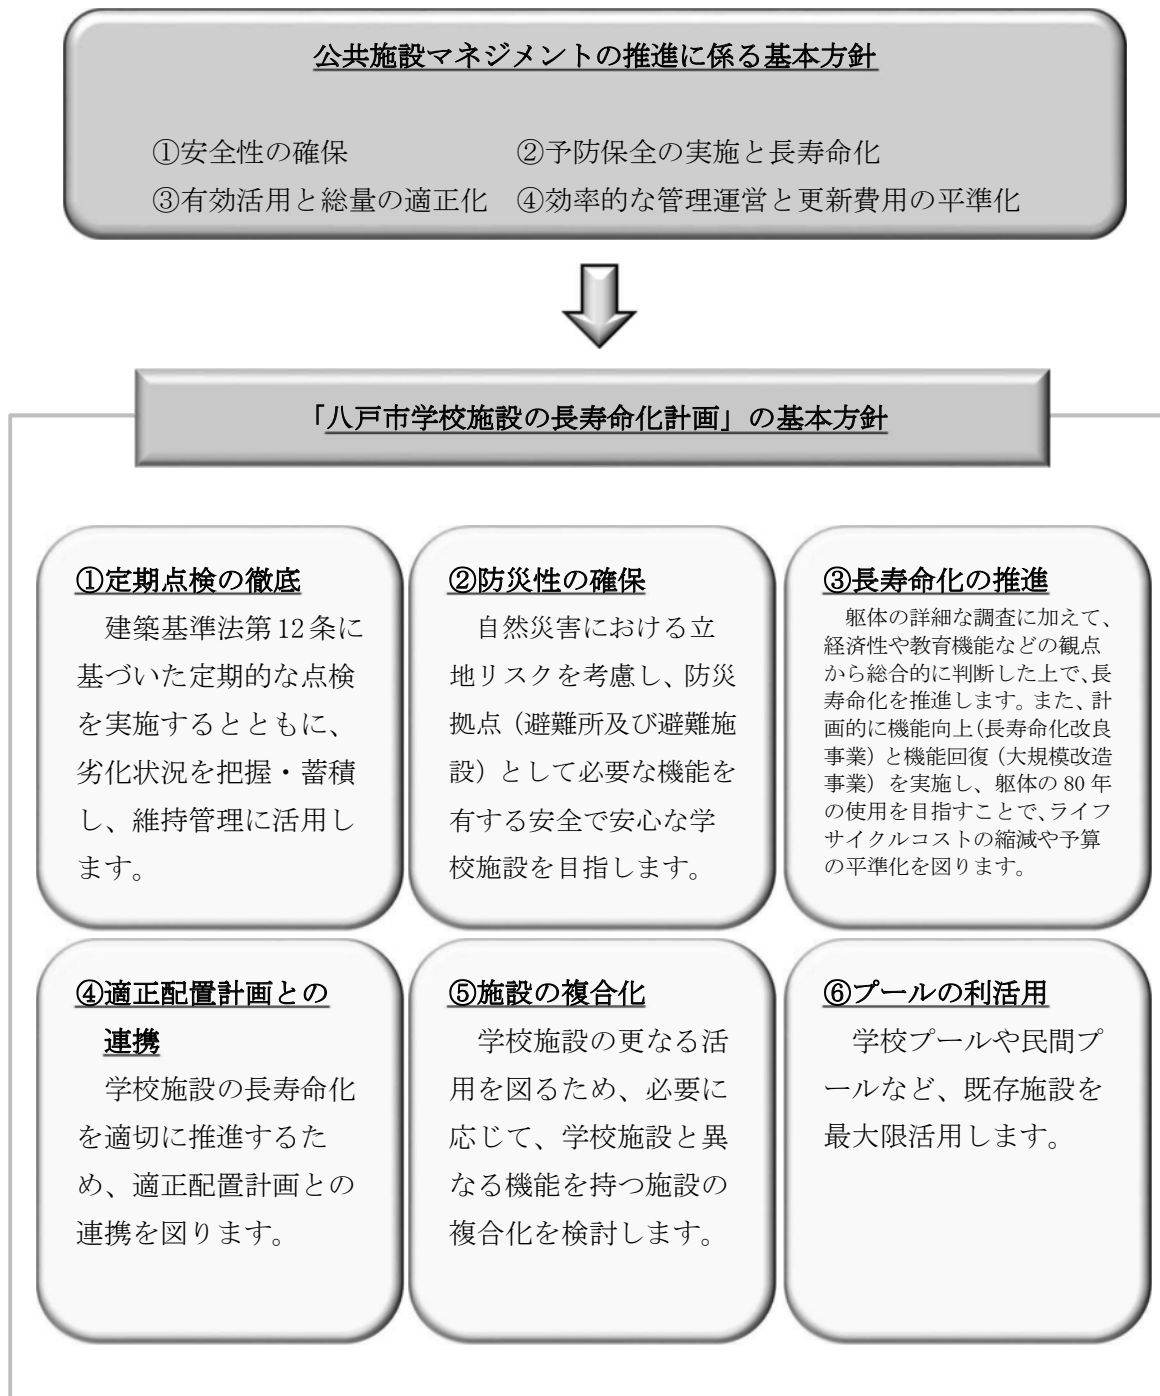 公共施設マネジメントの推進に係る基本方針
①安全性の確保 ②予防保全の実施と長寿命化
③有効活用と総量の適正化 ④効率的な管理運営と更新費用の平準化
「八戸市学校施設の長寿命化計画」の基本方針
①定期点検の徹底
建築基準法第12条に
基づいた定期的な点検
を実施するとともに、
劣化状況を把握・蓄積
し、維持管理に活用し
ます。
②防災性の確保
自然災害における立
地リスクを考慮し、防災
拠点（避難所及び避難施
設）として必要な機能を
有する安全で安心な学
校施設を目指します。
③長寿命化の推進
躯体の詳細な調査に加えて、
経済性や教育機能などの観点
から総合的に判断した上で、長
寿命化を推進します。また、計
画的に機能向上（長寿命化改良
事業）と機能回復（大規模改造
事業）を実施し、躯体の80年
の使用を目指すことで、ライフ
サイクルコストの縮減や予算
の平準化を図ります。
④適正配置計画との
連携
学校施設の長寿命化
を適切に推進するた
め、適正配置計画との
連携を図ります。
⑤施設の複合化
学校施設の更なる活
用を図るため、必要に
応じて、学校施設と異
なる機能を持つ施設の
複合化を検討します。
⑥プールの利活用
学校プールや民間プ
ールなど、既存施設を
最大限活用します。